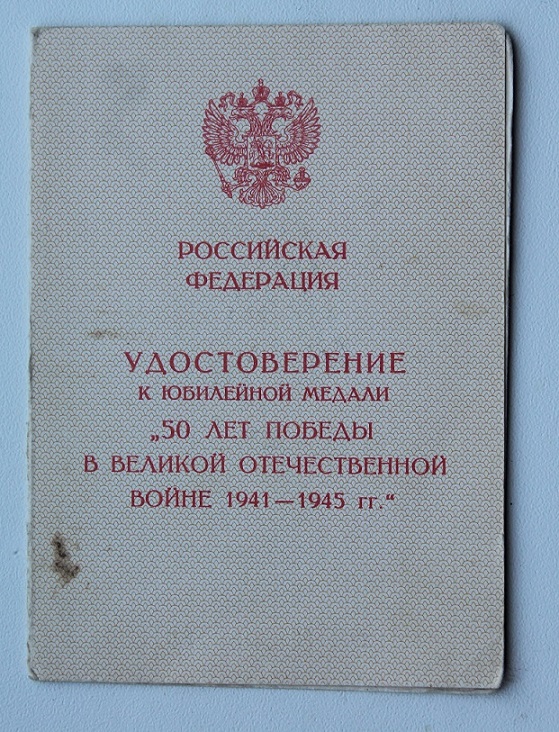 РОССИЙСКАЯ
ФЕДЕРАЦИЯ
УДОСТОВЕРЕНИЕ
К ЮБИЛЕЙНОЙ МЕДАЛИ
„50 ЛЕТ ПОБЕДЫ
В ВЕЛИКОЙ ОТЕЧЕСТВЕННОЙ
ВОЙНЕ 1941—1945 гг.“